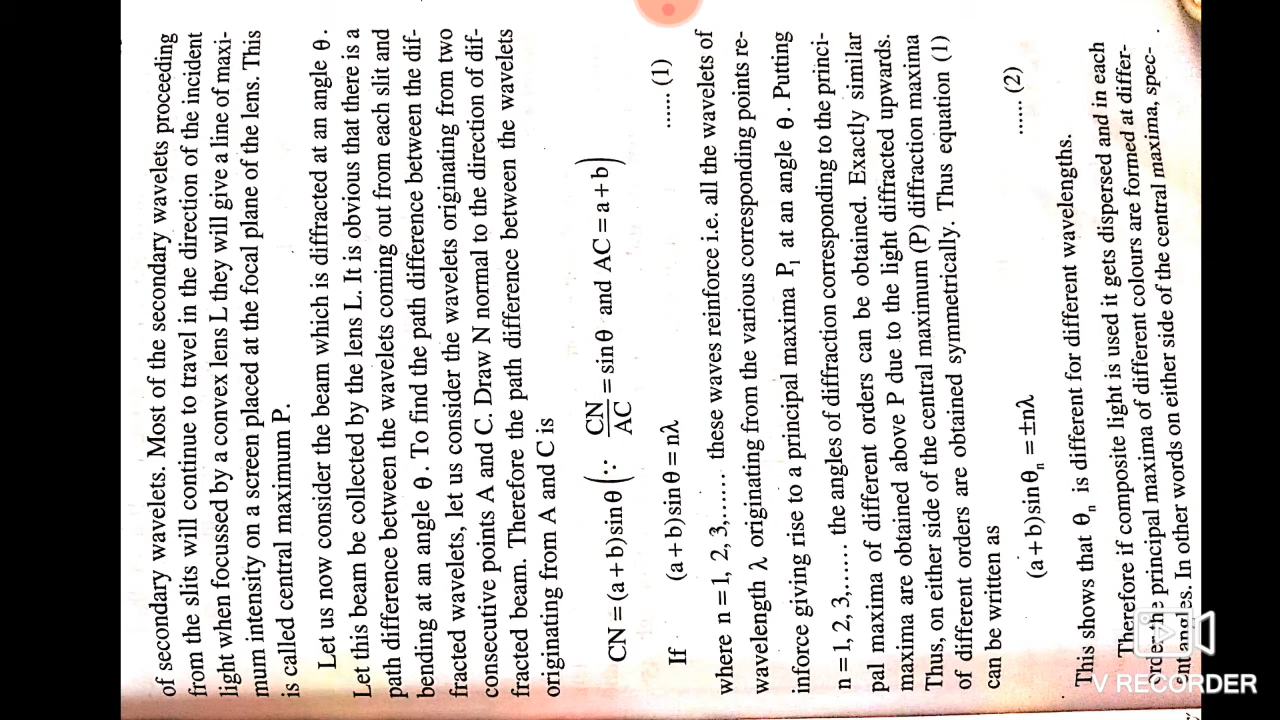 of secondary wavelets. Most of the secondary wavelets proceeding
from the slits will continue to travel in the direction of the incident
light when focussed by a convex lens L they will give a line of maxi-
mum intensity on a screen placed at the focal plane of the lens. This
is called central maximum P.
Let us now consider the beam which is diffracted at an angle θ.
Let this beam be collected by the lens L. It is obvious that there is a
path difference between the wavelets coming out from each slit and
bending at an angle θ. To find the path difference between the dif-
fracted wavelets, let us consider the wavelets originating from two
consecutive points A and C. Draw N normal to the direction of dif-
fracted beam. Therefore the path difference between the wavelets
originating from A and C is
CN = (a + b) sin θ (∵ CN/AC = sin θ and AC = a + b)
If (a + b) sin θ = nλ ....... (1)
where n = 1, 2, 3,...... these waves reinforce i.e. all the wavelets of
wavelength λ originating from the various corresponding points re-
inforce giving rise to a principal maxima P₁ at an angle θ. Putting
n = 1, 2, 3,...... the angles of diffraction corresponding to the princi-
pal maxima of different orders can be obtained. Exactly similar
maxima are obtained above P due to the light diffracted upwards.
Thus, on either side of the central maximum (P) diffraction maxima
of different orders are obtained symmetrically. Thus equation (1)
can be written as
(a + b) sin θₙ = ±nλ ....... (2)
This shows that θₙ is different for different wavelengths.
Therefore if composite light is used it gets dispersed and in each
order the principal maxima of different colours are formed at differ-
ent angles. In other words on either side of the central maxima, spec-
V RECORDER